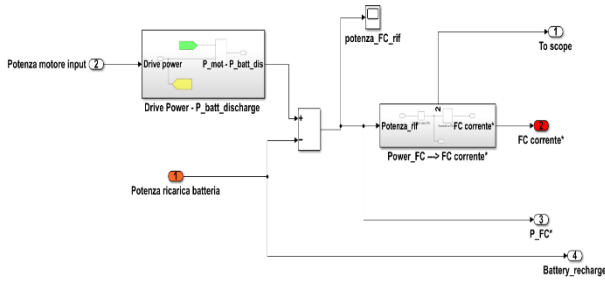 potenza_FC_rif
1
To scope
Potenza motore input
2
Drive power
P_mot - P_batt_dis
Drive Power - P_batt_discharge
+
−
2
Potenza_rif
FC corrente*
Power_FC —> FC corrente*
2
FC corrente*
1
Potenza ricarica batteria
3
P_FC*
4
Battery_recharge